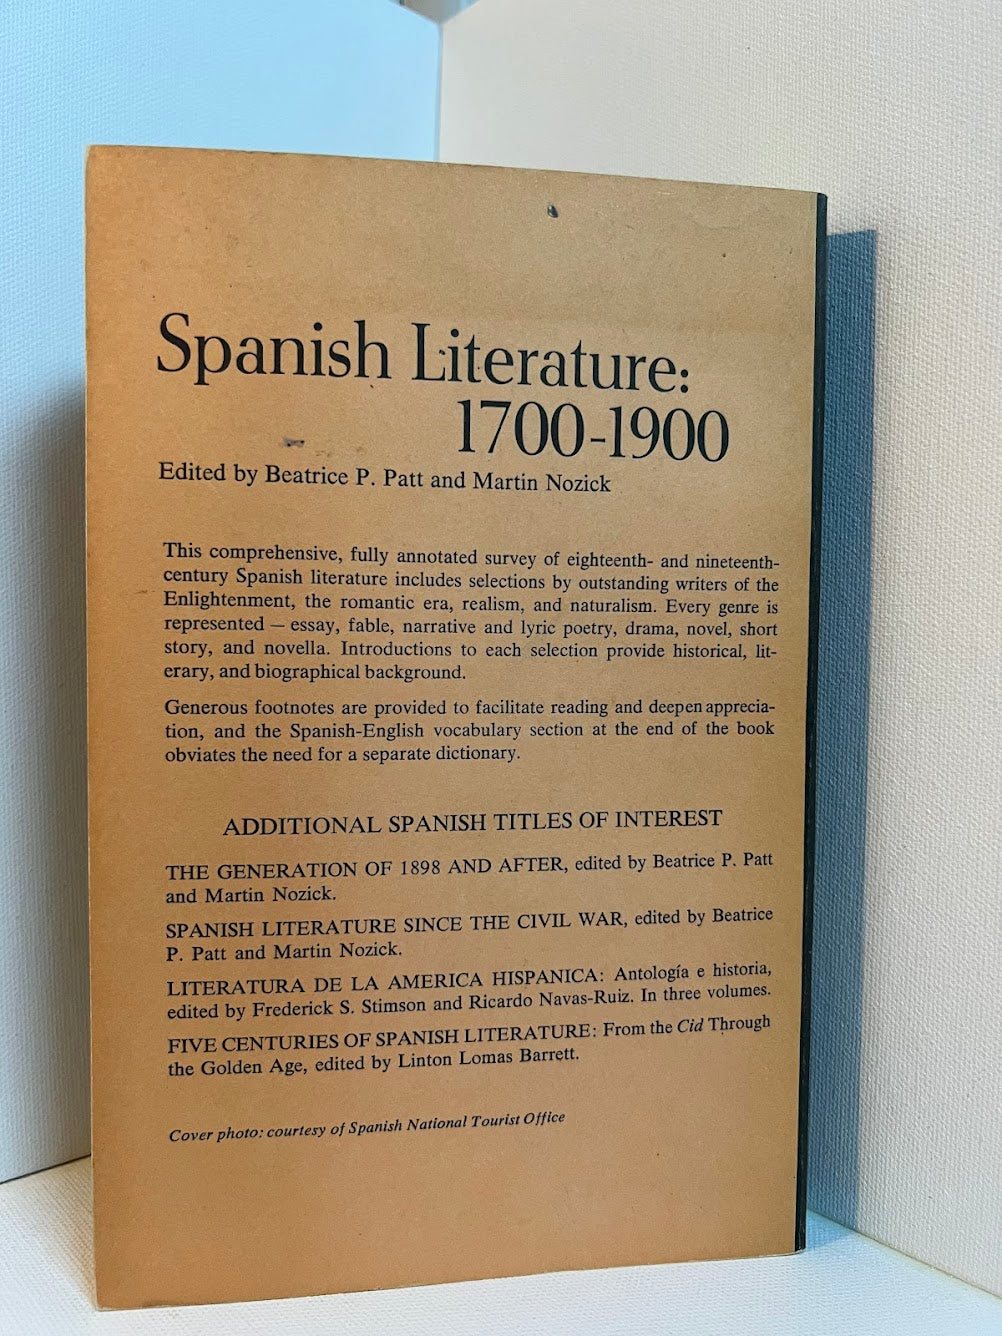 Spanish Literature:
1700-1900
Edited by Beatrice P. Patt and Martin Nozick
This comprehensive, fully annotated survey of eighteenth- and nineteenth-
century Spanish literature includes selections by outstanding writers of the
Enlightenment, the romantic era, realism, and naturalism. Every genre is
represented — essay, fable, narrative and lyric poetry, drama, novel, short
story, and novella. Introductions to each selection provide historical, lit-
erary, and biographical background.
Generous footnotes are provided to facilitate reading and deepen apprecia-
tion, and the Spanish-English vocabulary section at the end of the book
obviates the need for a separate dictionary.
ADDITIONAL SPANISH TITLES OF INTEREST
THE GENERATION OF 1898 AND AFTER, edited by Beatrice P. Patt
and Martin Nozick.
SPANISH LITERATURE SINCE THE CIVIL WAR, edited by Beatrice
P. Patt and Martin Nozick.
LITERATURA DE LA AMERICA HISPANICA: Antología e historia,
edited by Frederick S. Stimson and Ricardo Navas-Ruiz. In three volumes.
FIVE CENTURIES OF SPANISH LITERATURE: From the Cid Through
the Golden Age, edited by Linton Lomas Barrett.
Cover photo: courtesy of Spanish National Tourist Office